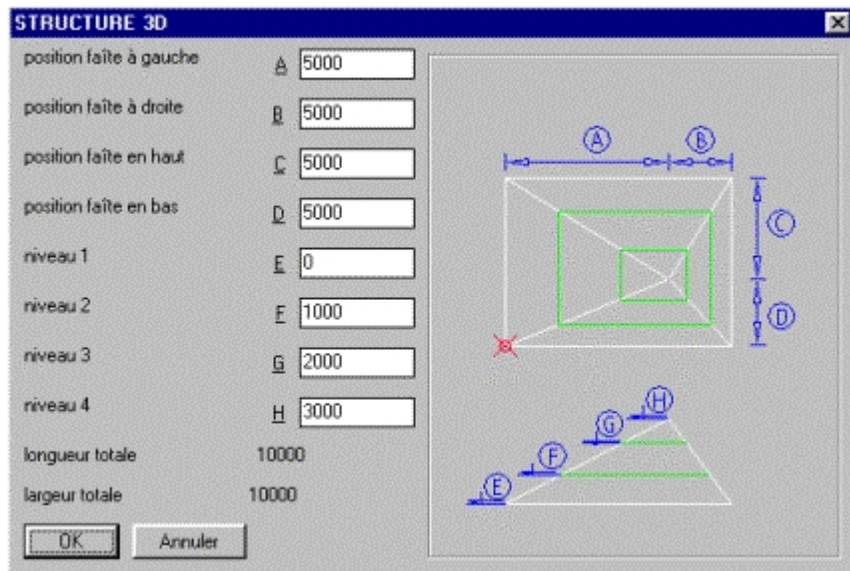 STRUCTURE 3D
position faîte à gauche A 5000
position faîte à droite B 5000
position faîte en haut C 5000
position faîte en bas D 5000
niveau 1 E 0
niveau 2 F 1000
niveau 3 G 2000
niveau 4 H 3000
longueur totale 10000
largeur totale 10000
OK Annuler
A B
C
D
H
G
F
E